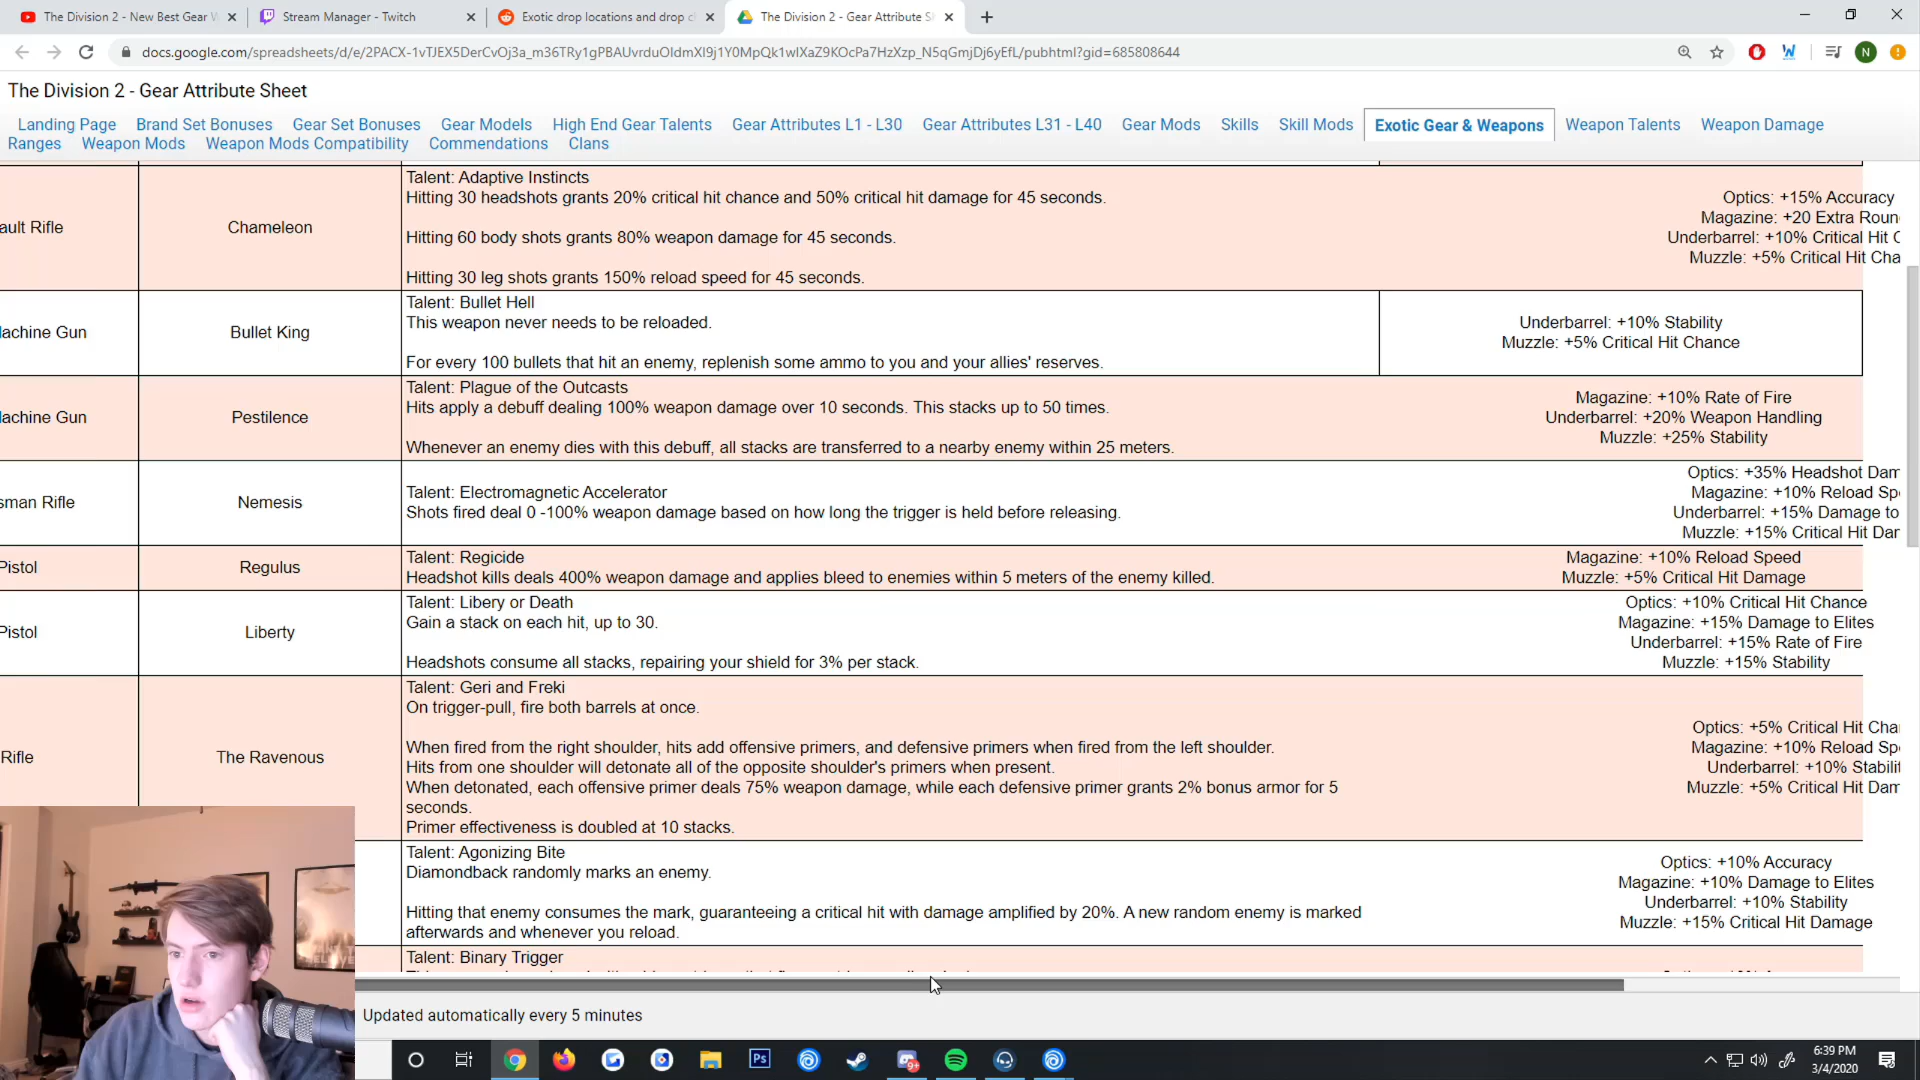 The Division 2 - New Best Gear
Stream Manager - Twitch
Exotic drop locations and drop
The Division 2 - Gear Attribute S
docs.google.com/spreadsheets/d/e/2PACX-1vTJEX5DerCvOj3a_m36TRy1gPBAUvrduOIdmXI9j1Y0MpQk1wIXaZ9KOcPa7HzXzp_N5qGmjDj6yEfL/pubhtml?gid=685808644
N
The Division 2 - Gear Attribute Sheet
Landing Page Brand Set Bonuses Gear Set Bonuses Gear Models High End Gear Talents Gear Attributes L1 - L30 Gear Attributes L31 - L40 Gear Mods Skills Skill Mods Exotic Gear & Weapons Weapon Talents Weapon Damage
Ranges Weapon Mods Weapon Mods Compatibility Commendations Clans
ault Rifle
Chameleon
Talent: Adaptive Instincts
Hitting 30 headshots grants 20% critical hit chance and 50% critical hit damage for 45 seconds.
Hitting 60 body shots grants 80% weapon damage for 45 seconds.
Hitting 30 leg shots grants 150% reload speed for 45 seconds.
Optics: +15% Accuracy
Magazine: +20 Extra Roun
Underbarrel: +10% Critical Hit C
Muzzle: +5% Critical Hit Cha
achine Gun
Bullet King
Talent: Bullet Hell
This weapon never needs to be reloaded.
For every 100 bullets that hit an enemy, replenish some ammo to you and your allies' reserves.
Underbarrel: +10% Stability
Muzzle: +5% Critical Hit Chance
achine Gun
Pestilence
Talent: Plague of the Outcasts
Hits apply a debuff dealing 100% weapon damage over 10 seconds. This stacks up to 50 times.
Whenever an enemy dies with this debuff, all stacks are transferred to a nearby enemy within 25 meters.
Magazine: +10% Rate of Fire
Underbarrel: +20% Weapon Handling
Muzzle: +25% Stability
sman Rifle
Nemesis
Talent: Electromagnetic Accelerator
Shots fired deal 0 -100% weapon damage based on how long the trigger is held before releasing.
Optics: +35% Headshot Dam
Magazine: +10% Reload Sp
Underbarrel: +15% Damage to
Muzzle: +15% Critical Hit Dar
Pistol
Regulus
Talent: Regicide
Headshot kills deals 400% weapon damage and applies bleed to enemies within 5 meters of the enemy killed.
Magazine: +10% Reload Speed
Muzzle: +5% Critical Hit Damage
Pistol
Liberty
Talent: Libery or Death
Gain a stack on each hit, up to 30.
Headshots consume all stacks, repairing your shield for 3% per stack.
Optics: +10% Critical Hit Chance
Magazine: +15% Damage to Elites
Underbarrel: +15% Rate of Fire
Muzzle: +15% Stability
Rifle
The Ravenous
Talent: Geri and Freki
On trigger-pull, fire both barrels at once.
When fired from the right shoulder, hits add offensive primers, and defensive primers when fired from the left shoulder.
Hits from one shoulder will detonate all of the opposite shoulder's primers when present.
When detonated, each offensive primer deals 75% weapon damage, while each defensive primer grants 2% bonus armor for 5
seconds.
Primer effectiveness is doubled at 10 stacks.
Optics: +5% Critical Hit Cha
Magazine: +10% Reload Sp
Underbarrel: +10% Stabilit
Muzzle: +5% Critical Hit Dam
Talent: Agonizing Bite
Diamondback randomly marks an enemy.
Hitting that enemy consumes the mark, guaranteeing a critical hit with damage amplified by 20%. A new random enemy is marked
afterwards and whenever you reload.
Optics: +10% Accuracy
Magazine: +10% Damage to Elites
Underbarrel: +10% Stability
Muzzle: +15% Critical Hit Damage
Talent: Binary Trigger
Updated automatically every 5 minutes
Ps
9+
6:39 PM
3/4/2020